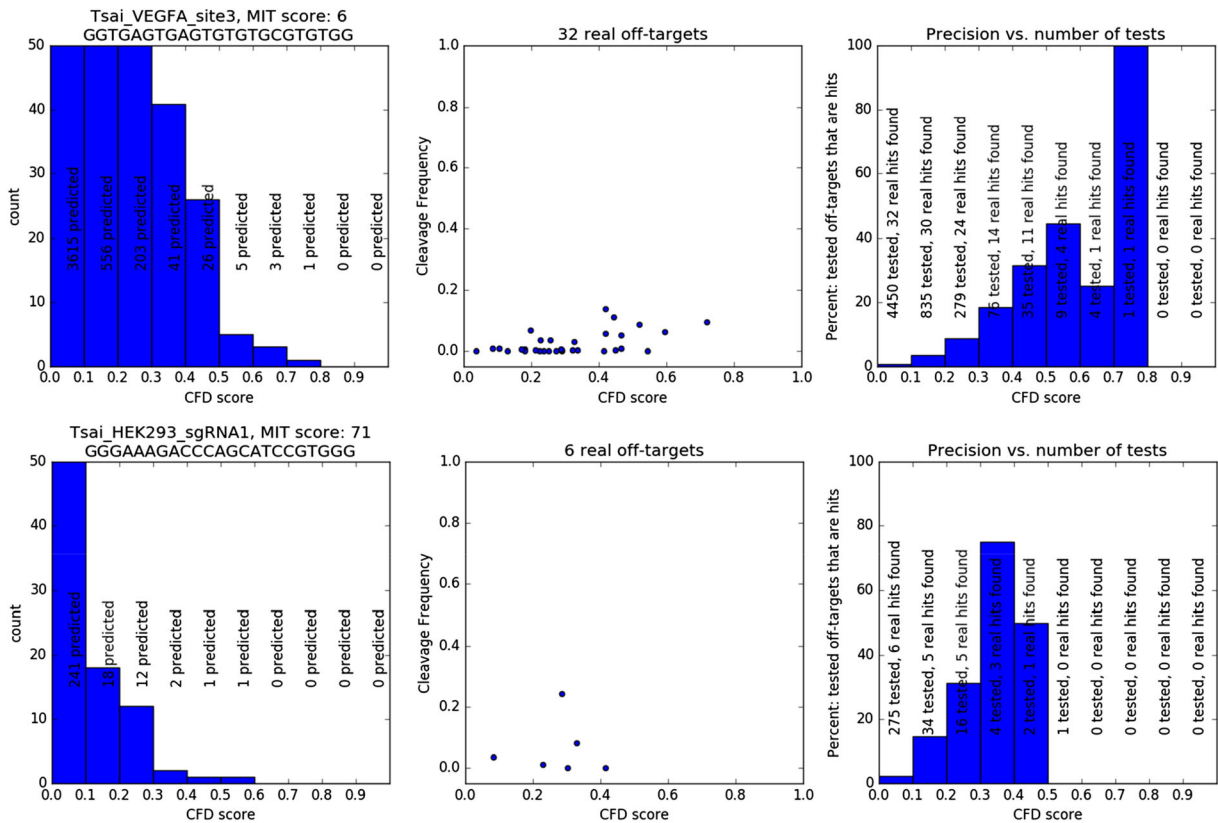 Tsai_VEGFA_site3, MIT score: 6
GGTGAGTGAGTGTGTGCGTGTGG
50
40
30
20
10
0
count
3615 predicted
556 predicted
203 predicted
41 predicted
26 predicted
5 predicted
3 predicted
1 predicted
0 predicted
0 predicted
0.0 0.1 0.2 0.3 0.4 0.5 0.6 0.7 0.8 0.9
CFD score
32 real off-targets
1.0
0.8
0.6
0.4
0.2
0.0
Cleavage Frequency
0.0 0.2 0.4 0.6 0.8 1.0
CFD score
Precision vs. number of tests
100
80
60
40
20
0
Percent: tested off-targets that are hits
4450 tested, 32 real hits found
835 tested, 30 real hits found
279 tested, 24 real hits found
76 tested, 14 real hits found
35 tested, 11 real hits found
9 tested, 4 real hits found
4 tested, 1 real hits found
1 tested, 1 real hits found
0 tested, 0 real hits found
0 tested, 0 real hits found
0.0 0.1 0.2 0.3 0.4 0.5 0.6 0.7 0.8 0.9
CFD score
Tsai_HEK293_sgRNA1, MIT score: 71
GGGAAAGACCCAGCATCCGTGGG
50
40
30
20
10
0
count
241 predicted
18 predicted
12 predicted
2 predicted
1 predicted
1 predicted
0 predicted
0 predicted
0 predicted
0 predicted
0.0 0.1 0.2 0.3 0.4 0.5 0.6 0.7 0.8 0.9
CFD score
6 real off-targets
1.0
0.8
0.6
0.4
0.2
0.0
Cleavage Frequency
0.0 0.2 0.4 0.6 0.8 1.0
CFD score
Precision vs. number of tests
100
80
60
40
20
0
Percent: tested off-targets that are hits
275 tested, 6 real hits found
34 tested, 5 real hits found
16 tested, 5 real hits found
4 tested, 3 real hits found
2 tested, 1 real hits found
1 tested, 0 real hits found
0 tested, 0 real hits found
0 tested, 0 real hits found
0 tested, 0 real hits found
0 tested, 0 real hits found
0.0 0.1 0.2 0.3 0.4 0.5 0.6 0.7 0.8 0.9
CFD score